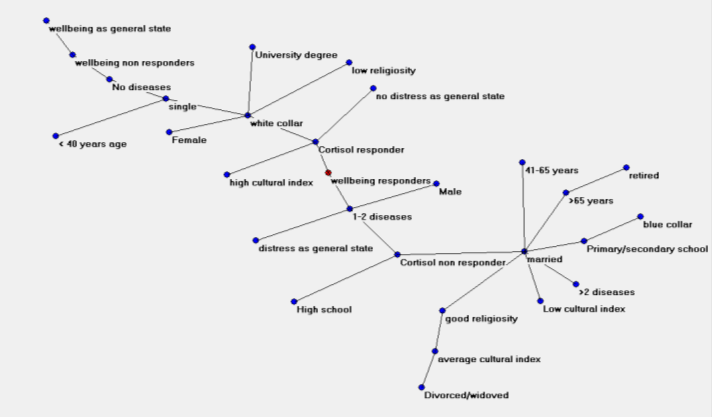 wellbeing as general state
University degree
wellbeing non responders
low religiosity
No diseases
no distress as general state
single
white collar
< 40 years age
Female
Cortisol responder
41-65 years
retired
high cultural index
wellbeing responders
Male
>65 years
1-2 diseases
blue collar
distress as general state
Primary/secondary school
Cortisol non responder
married
>2 diseases
High school
Low cultural index
good religiosity
average cultural index
Divorced/widoved